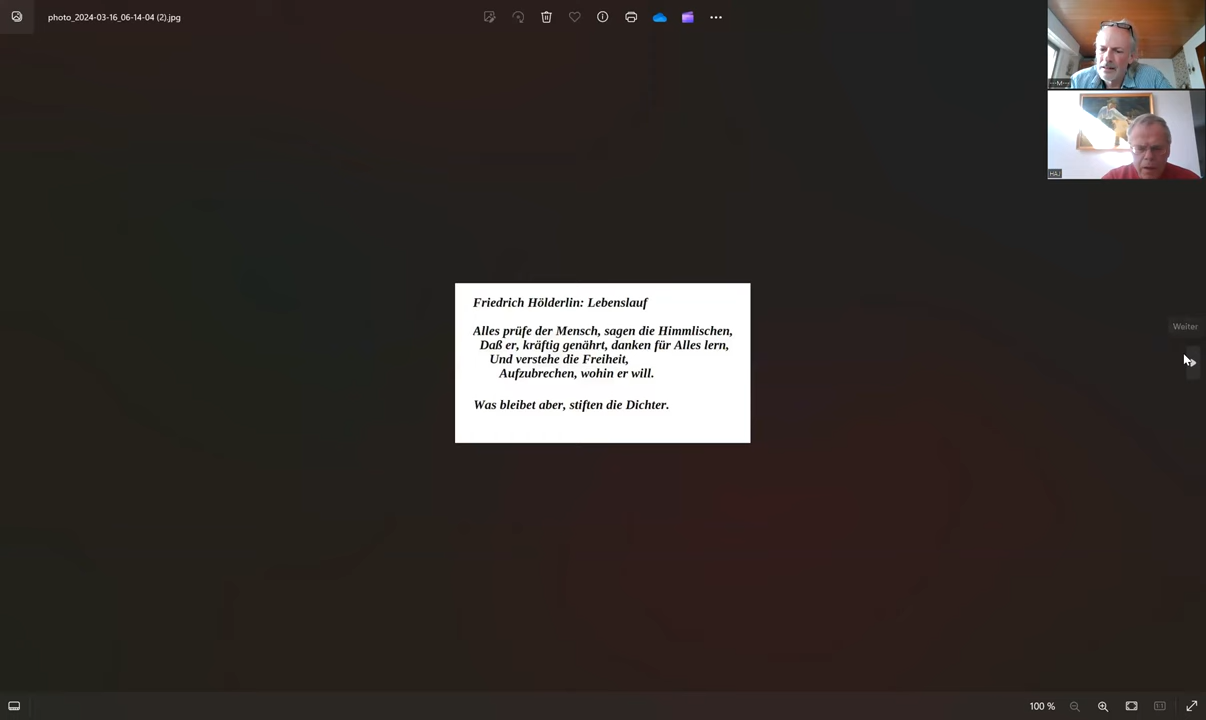 photo_2024-03-16_06-14-04 (2).jpg
HAJ
Friedrich Hölderlin: Lebenslauf
Alles prüfe der Mensch, sagen die Himmlischen,
Daß er, kräftig genährt, danken für Alles lern,
Und verstehe die Freiheit,
Aufzubrechen, wohin er will.
Was bleibet aber, stiften die Dichter.
Weiter
100 %